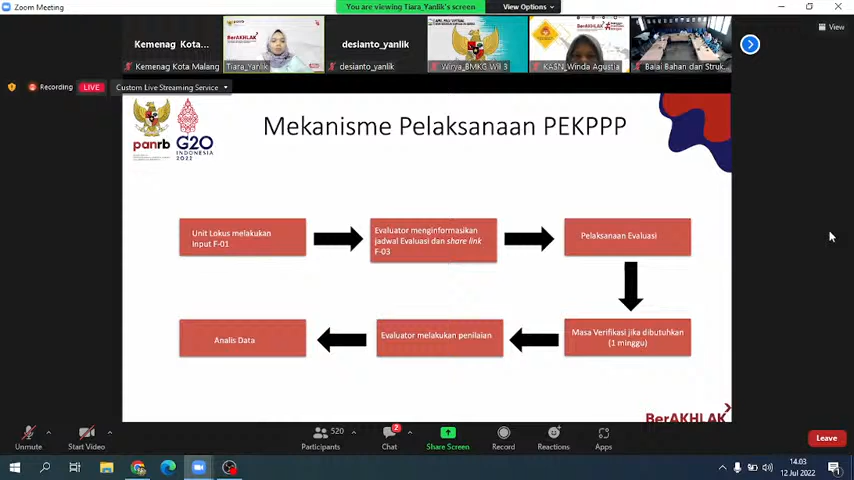 Zoom Meeting
You are viewing Tiara_Yanlik's screen
View Options
Kemenag Kota...
Kemenag Kota Malang
BerAKHLAK
Tiara_Yanlik
desianto_yanlik
desianto_yanlik
Wirya_BMKG Wil 3
KASN_Winda Agustia
Balai Bahan dan Struk...
View
Recording
LIVE
Custom Live Streaming Service
panrb
G20
INDONESIA
2022
Mekanisme Pelaksanaan PEKPPP
Unit Lokus melakukan
input F-01
Evaluator menginformasikan
jadwal Evaluasi dan share link
F-03
Pelaksanaan Evaluasi
Analis Data
Evaluator melakukan penilaian
Masa Verifikasi jika dibutuhkan
(1 minggu)
BerAKHLAK
Unmute
Start Video
520
Participants
2
Chat
Share Screen
Record
Reactions
Apps
Leave
14.03
12 Jul 2022